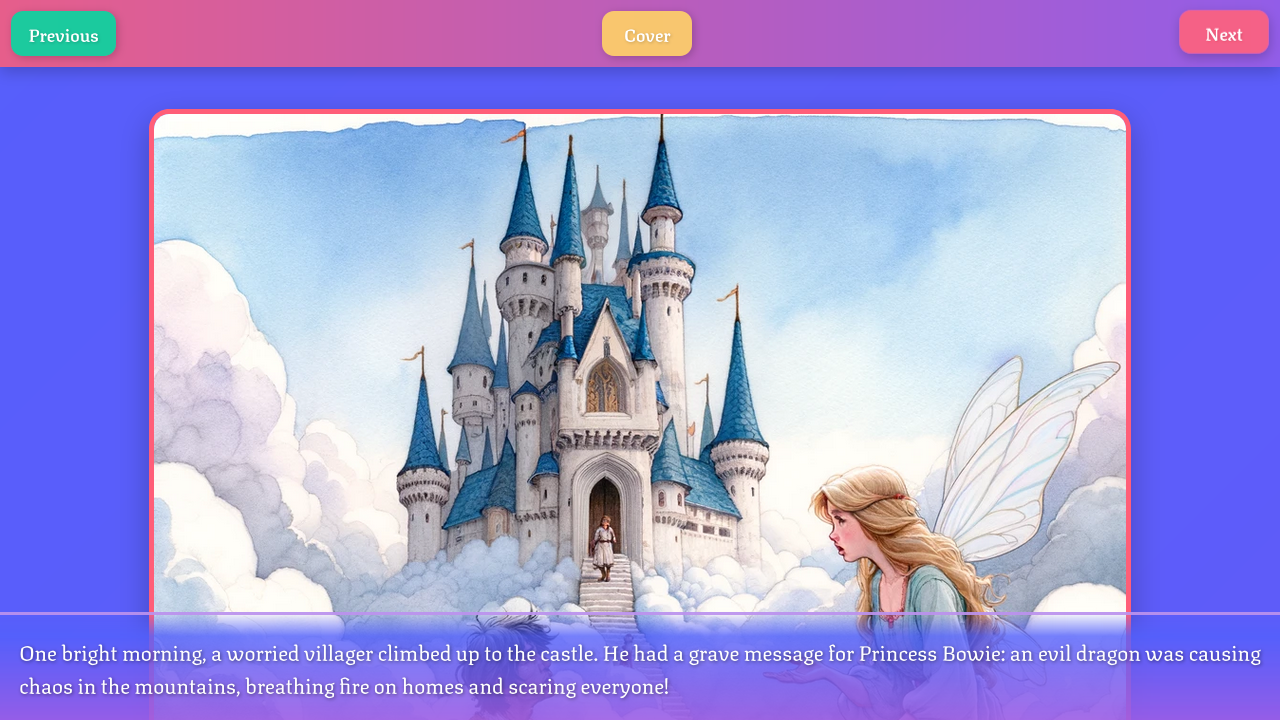 Previous
Cover
Next
One bright morning, a worried villager climbed up to the castle. He had a grave message for Princess Bowie: an evil dragon was causing
chaos in the mountains, breathing fire on homes and scaring everyone!